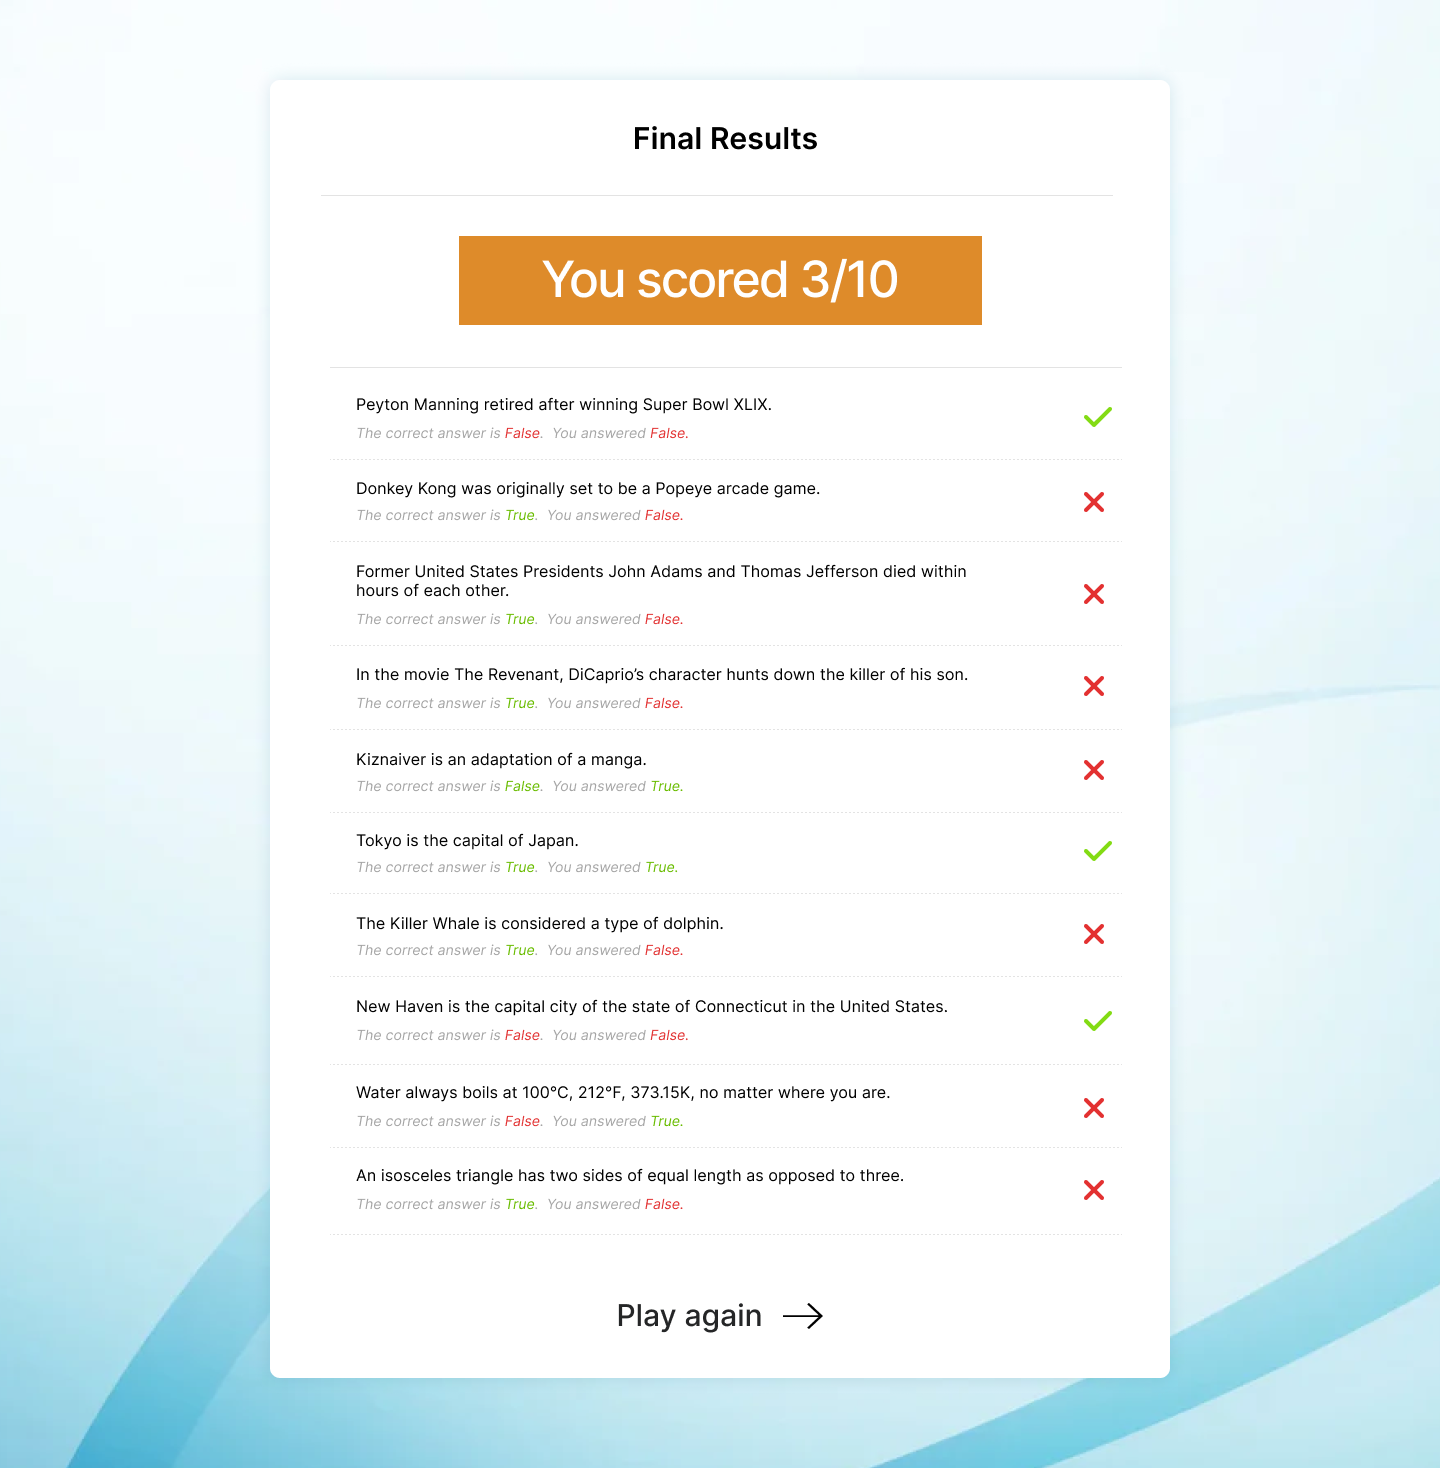 Final Results
You scored 3/10
Peyton Manning retired after winning Super Bowl XLIX.
The correct answer is False. You answered False.
Donkey Kong was originally set to be a Popeye arcade game.
The correct answer is True. You answered False.
Former United States Presidents John Adams and Thomas Jefferson died within
hours of each other.
The correct answer is True. You answered False.
In the movie The Revenant, DiCaprio’s character hunts down the killer of his son.
The correct answer is True. You answered False.
Kiznaiver is an adaptation of a manga.
The correct answer is False. You answered True.
Tokyo is the capital of Japan.
The correct answer is True. You answered True.
The Killer Whale is considered a type of dolphin.
The correct answer is True. You answered False.
New Haven is the capital city of the state of Connecticut in the United States.
The correct answer is False. You answered False.
Water always boils at 100°C, 212°F, 373.15K, no matter where you are.
The correct answer is False. You answered True.
An isosceles triangle has two sides of equal length as opposed to three.
The correct answer is True. You answered False.
Play again